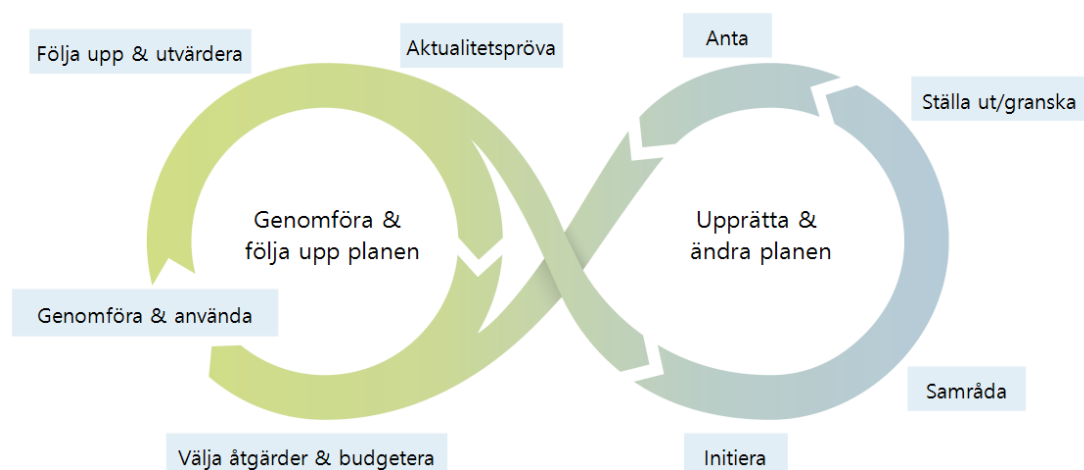 Följa upp & utvärdera
Aktualitetspröva
Anta
Ställa ut/granska
Genomföra &
följa upp planen
Upprätta &
ändra planen
Genomföra & använda
Samråda
Välja åtgärder & budgetera
Initiera